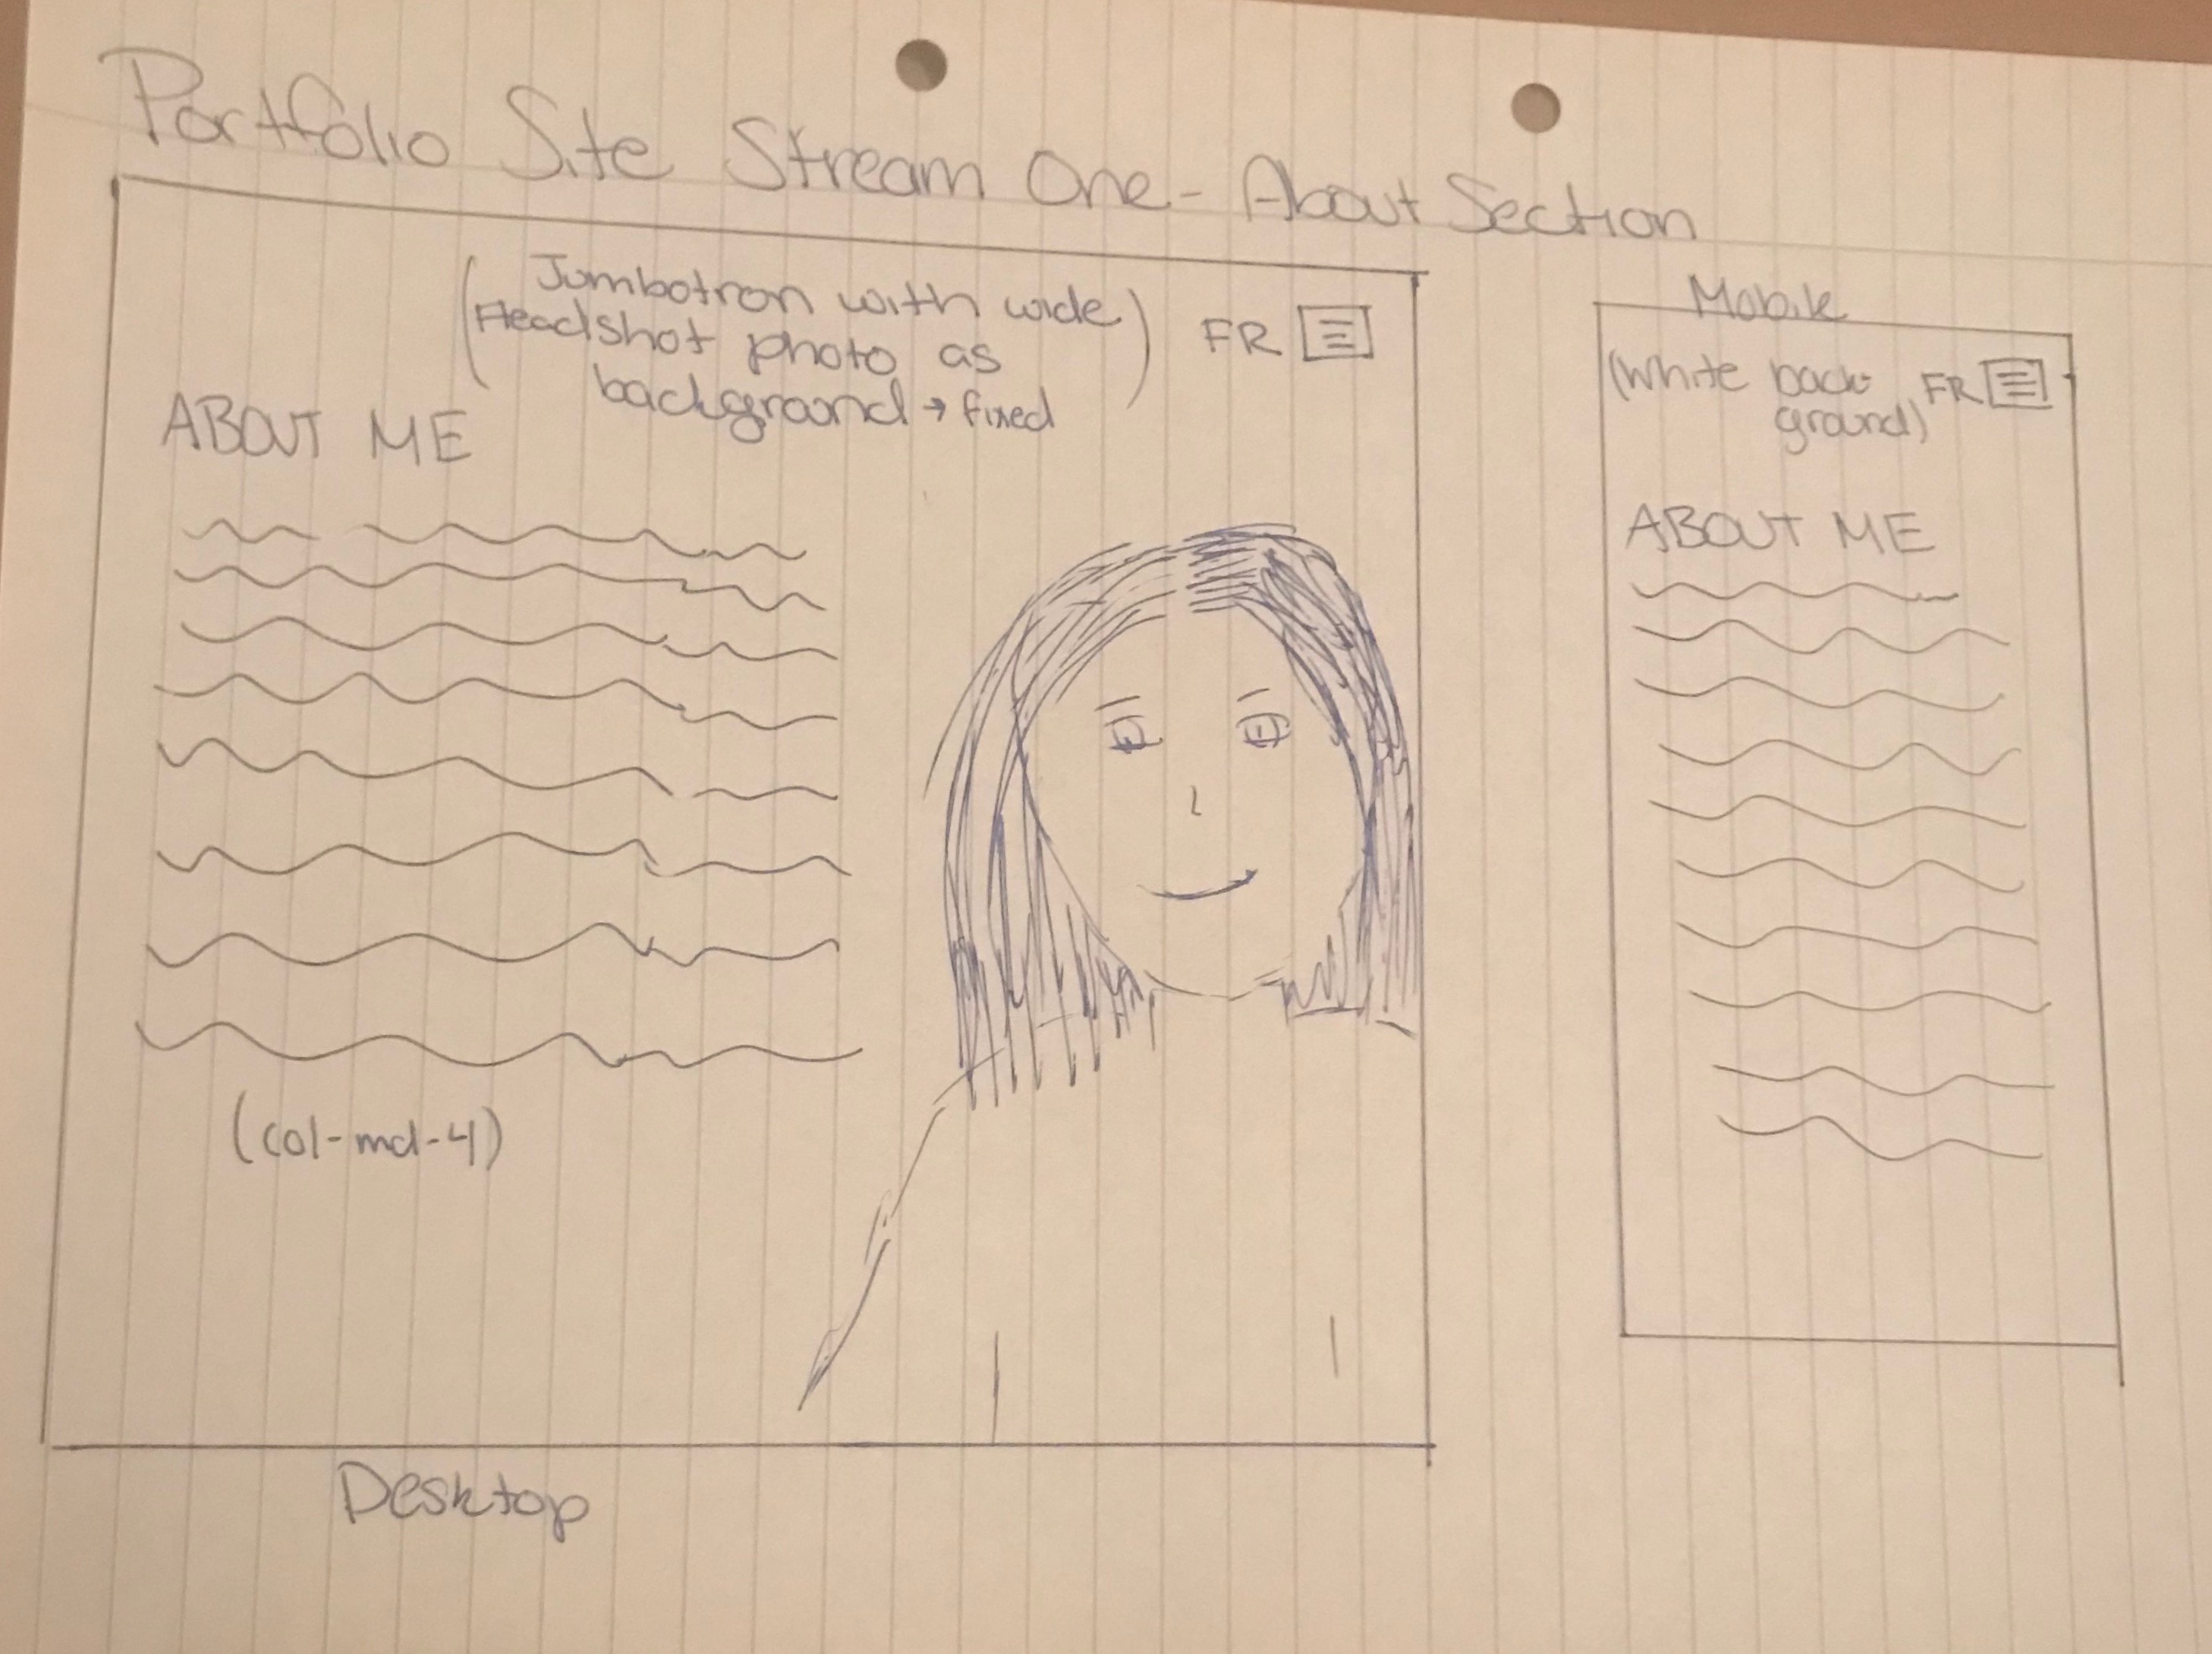 Portfolio Site Stream One - About Section
(Jumbotron with wide
Headshot photo as
background → fixed)
FR
ABOUT ME
(col-md-4)
Desktop
Mobile
(White back-
ground)
FR
ABOUT ME